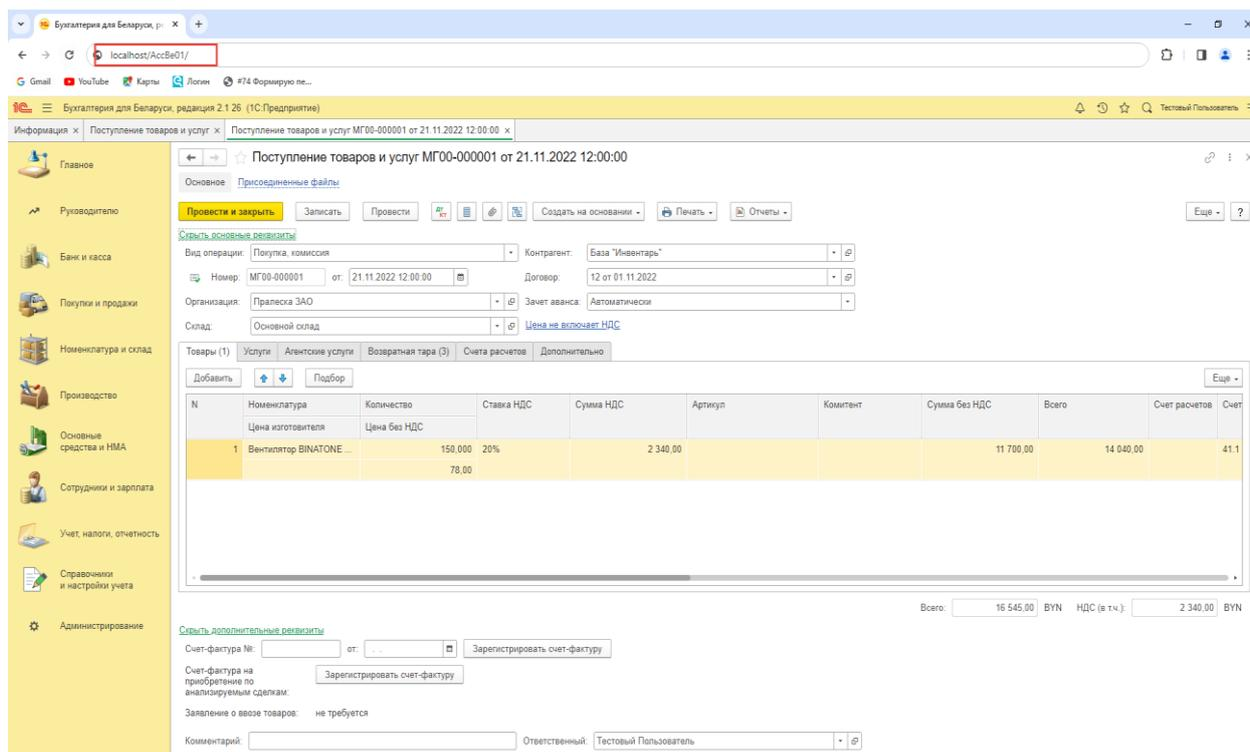 Бухгалтерия для Беларуси, р
localhost/AccBe01/
Gmail YouTube Карты Логин #74 Формирую пе...
1С Бухгалтерия для Беларуси, редакция 2.1 26 (1С:Предприятие) Тестовый Пользователь
Информация × Поступление товаров и услуг × Поступление товаров и услуг МГ00-000001 от 21.11.2022 12:00:00 ×
Главное
Руководителю
Банк и касса
Покупки и продажи
Номенклатура и склад
Производство
Основные
средства и НМА
Сотрудники и зарплата
Учет, налоги, отчетность
Справочники
и настройки учета
Администрирование
Поступление товаров и услуг МГ00-000001 от 21.11.2022 12:00:00
Основное Присоединенные файлы
Провести и закрыть Записать Провести Дт Кт Создать на основании Печать Отчеты Еще ?
Скрыть основные реквизиты
Вид операции: Покупка, комиссия Контрагент: База "Инвентарь"
Номер: МГ00-000001 от: 21.11.2022 12:00:00 Договор: 12 от 01.11.2022
Организация: Пралеска ЗАО Зачет аванса: Автоматически
Склад: Основной склад Цена не включает НДС
Товары (1) Услуги Агентские услуги Возвратная тара (3) Счета расчетов Дополнительно
Добавить Подбор Еще
N Номенклатура Количество Ставка НДС Сумма НДС Артикул Комитент Сумма без НДС Всего Счет расчетов Счет
Цена изготовителя Цена без НДС
1 Вентилятор BINATONE ... 150,000 20% 2 340,00 11 700,00 14 040,00 41.1
78,00
Всего: 16 545,00 BYN НДС (в т.ч.): 2 340,00 BYN
Скрыть дополнительные реквизиты
Счет-фактура №: от: . . Зарегистрировать счет-фактуру
Счет-фактура на
приобретение по
анализируемым сделкам:
Зарегистрировать счет-фактуру
Заявление о ввозе товаров: не требуется
Комментарий: Ответственный: Тестовый Пользователь